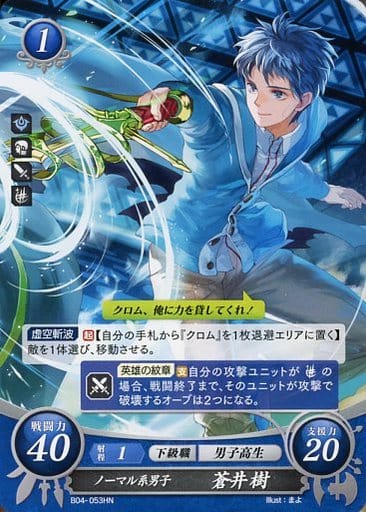 1
クロム、俺に力を貸してくれ!
虚空斬波 起【自分の手札から『クロム』を1枚退避エリアに置く】
敵を1体選び、移動させる。
英雄の紋章 支 自分の攻撃ユニットが の
場合、戦闘終了まで、そのユニットが攻撃で
破壊するオーブは2つになる。
戦闘力
40
射程 1
下級職
男子高生
支援力
20
ノーマル系男子 蒼井樹
B04-053HN
Illust:まよ